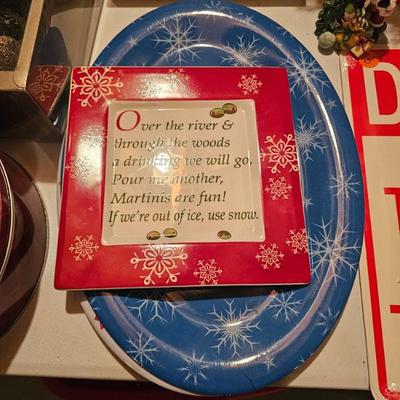 Over the river &
through the woods
a drinking we will go,
Pour me another,
Martinis are fun!
If we're out of ice, use snow.
D